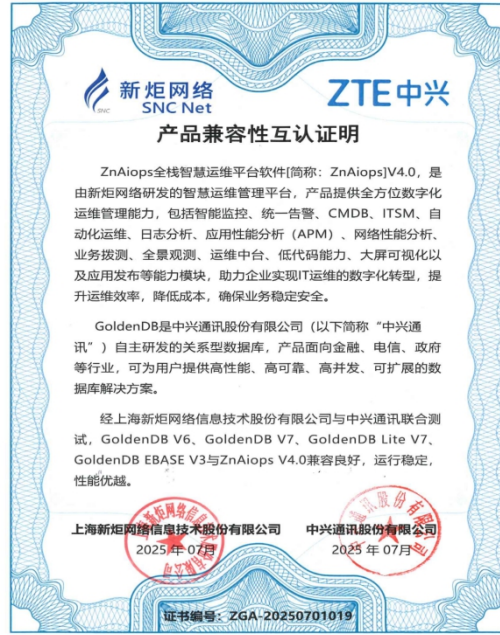 新炬网络
SNC Net
SNC
ZTE中兴
产品兼容性互认证明
ZnAiops全栈智慧运维平台软件[简称：ZnAiops]V4.0，是
由新炬网络研发的智慧运维管理平台，产品提供全方位数字化
运维管理能力，包括智能监控、统一告警、CMDB、ITSM、自
动化运维、日志分析、应用性能分析（APM）、网络性能分析、
业务拨测、全景观测、运维中台、低代码能力、大屏可视化以
及应用发布等能力模块，助力企业实现IT运维的数字化转型，提
升运维效率，降低成本，确保业务稳定安全。
GoldenDB是中兴通讯股份有限公司（以下简称“中兴通
讯”）自主研发的关系型数据库，产品面向金融、电信、政府
等行业，可为用户提供高性能、高可靠、高并发、可扩展的数
据库解决方案。
经上海新炬网络信息技术股份有限公司与中兴通讯联合测
试，GoldenDB V6、GoldenDB V7、GoldenDB Lite V7、
GoldenDB EBASE V3与ZnAiops V4.0兼容良好，运行稳定，
性能优越。
上海新炬网络信息技术股份有限公司
2025 年 07月
中兴通讯股份有限公司
2025 年 07月
证书编号：ZGA-20250701019